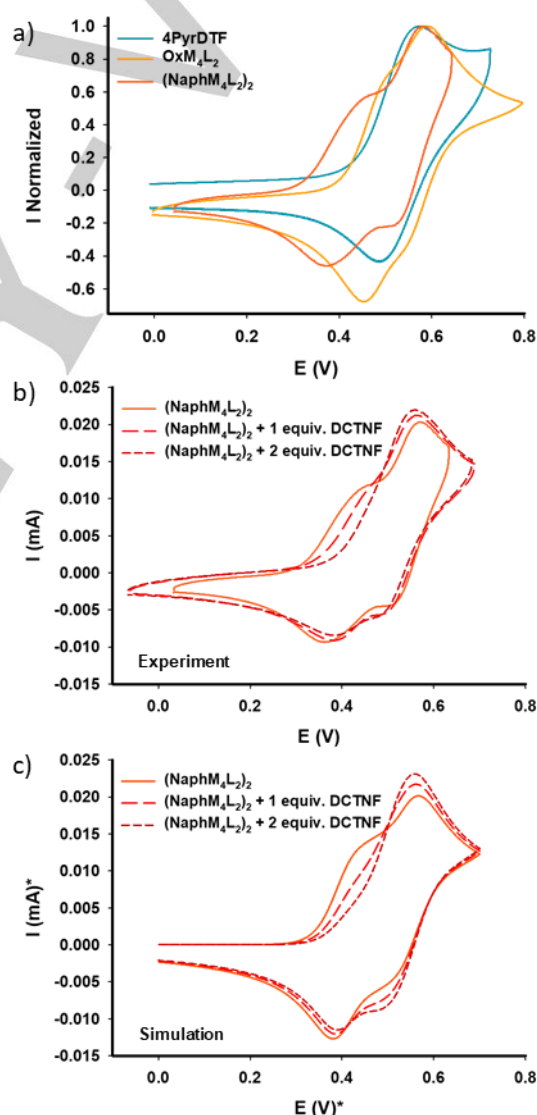 a)
4PyrDTF
OxM₄L₂
(NaphM₄L₂)₂
I Normalized
1.0
0.8
0.6
0.4
0.2
0.0
-0.2
-0.4
-0.6
0.0 0.2 0.4 0.6 0.8
E (V)
b)
(NaphM₄L₂)₂
(NaphM₄L₂)₂ + 1 equiv. DCTNF
(NaphM₄L₂)₂ + 2 equiv. DCTNF
I (mA)
0.025
0.020
0.015
0.010
0.005
0.000
-0.005
-0.010
-0.015
Experiment
0.0 0.2 0.4 0.6 0.8
E (V)
c)
(NaphM₄L₂)₂
(NaphM₄L₂)₂ + 1 equiv. DCTNF
(NaphM₄L₂)₂ + 2 equiv. DCTNF
I (mA)*
0.025
0.020
0.015
0.010
0.005
0.000
-0.005
-0.010
-0.015
Simulation
0.0 0.2 0.4 0.6 0.8
E (V)*